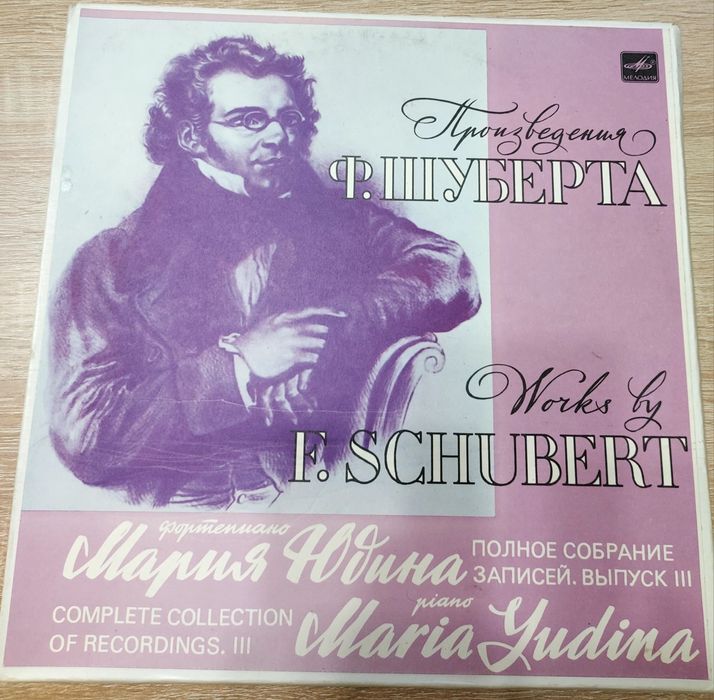 МЕЛОДИЯ
Произведения
Ф. ШУБЕРТА
Works by
F. SCHUBERT
фортепиано
Мария Юдина
ПОЛНОЕ СОБРАНИЕ
ЗАПИСЕЙ. ВЫПУСК III
COMPLETE COLLECTION
OF RECORDINGS. III
piano
Maria Yudina